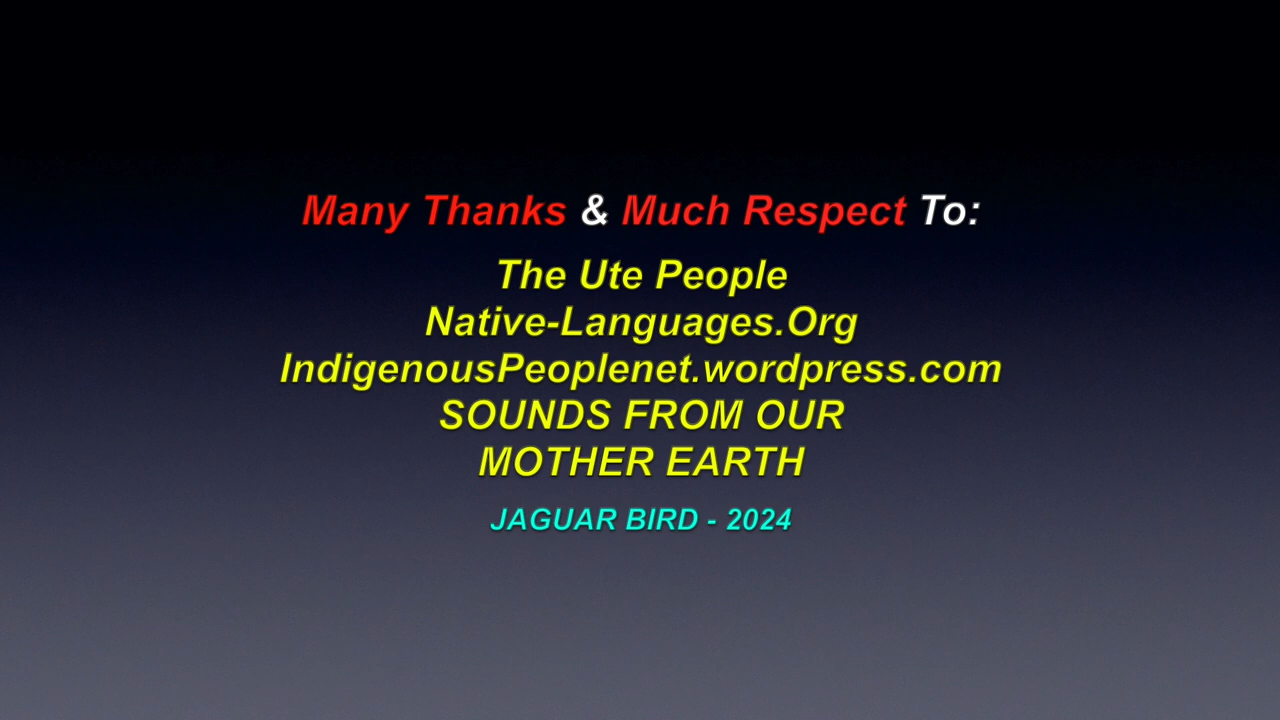 Many Thanks & Much Respect To:
The Ute People
Native-Languages.Org
IndigenousPeoplenet.wordpress.com
SOUNDS FROM OUR
MOTHER EARTH
JAGUAR BIRD - 2024